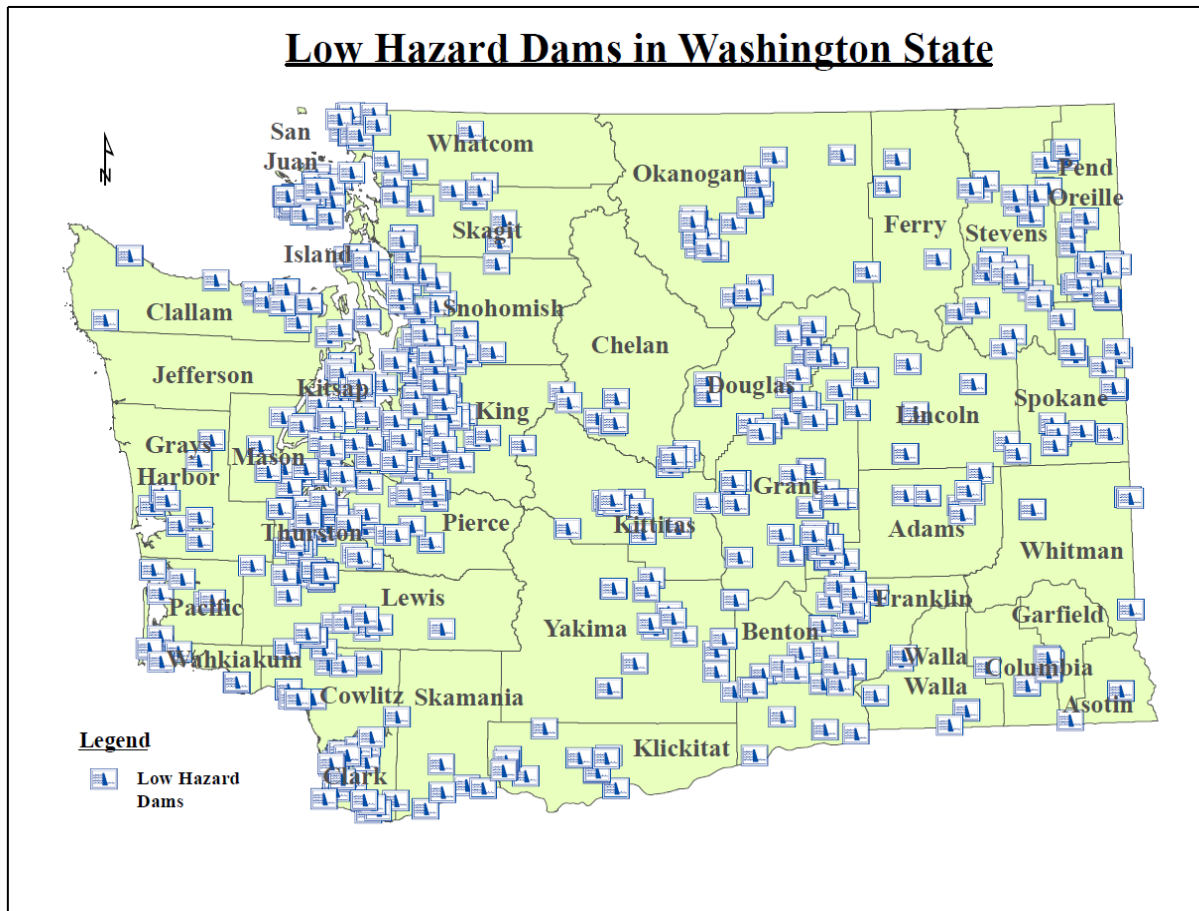 Low Hazard Dams in Washington State
N
San
Juan
Whatcom
Okanogan
Pend
Oreille
Skagit
Ferry
Stevens
Island
Clallam
Snohomish
Chelan
Jefferson
Kitsap
Douglas
King
Lincoln
Spokane
Grays
Harbor
Mason
Grant
Kittitas
Pierce
Thurston
Adams
Whitman
Pacific
Lewis
Franklin
Garfield
Yakima
Benton
Wahkiakum
Walla
Walla
Columbia
Cowlitz
Skamania
Asotin
Klickitat
Clark
Legend
Low Hazard
Dams